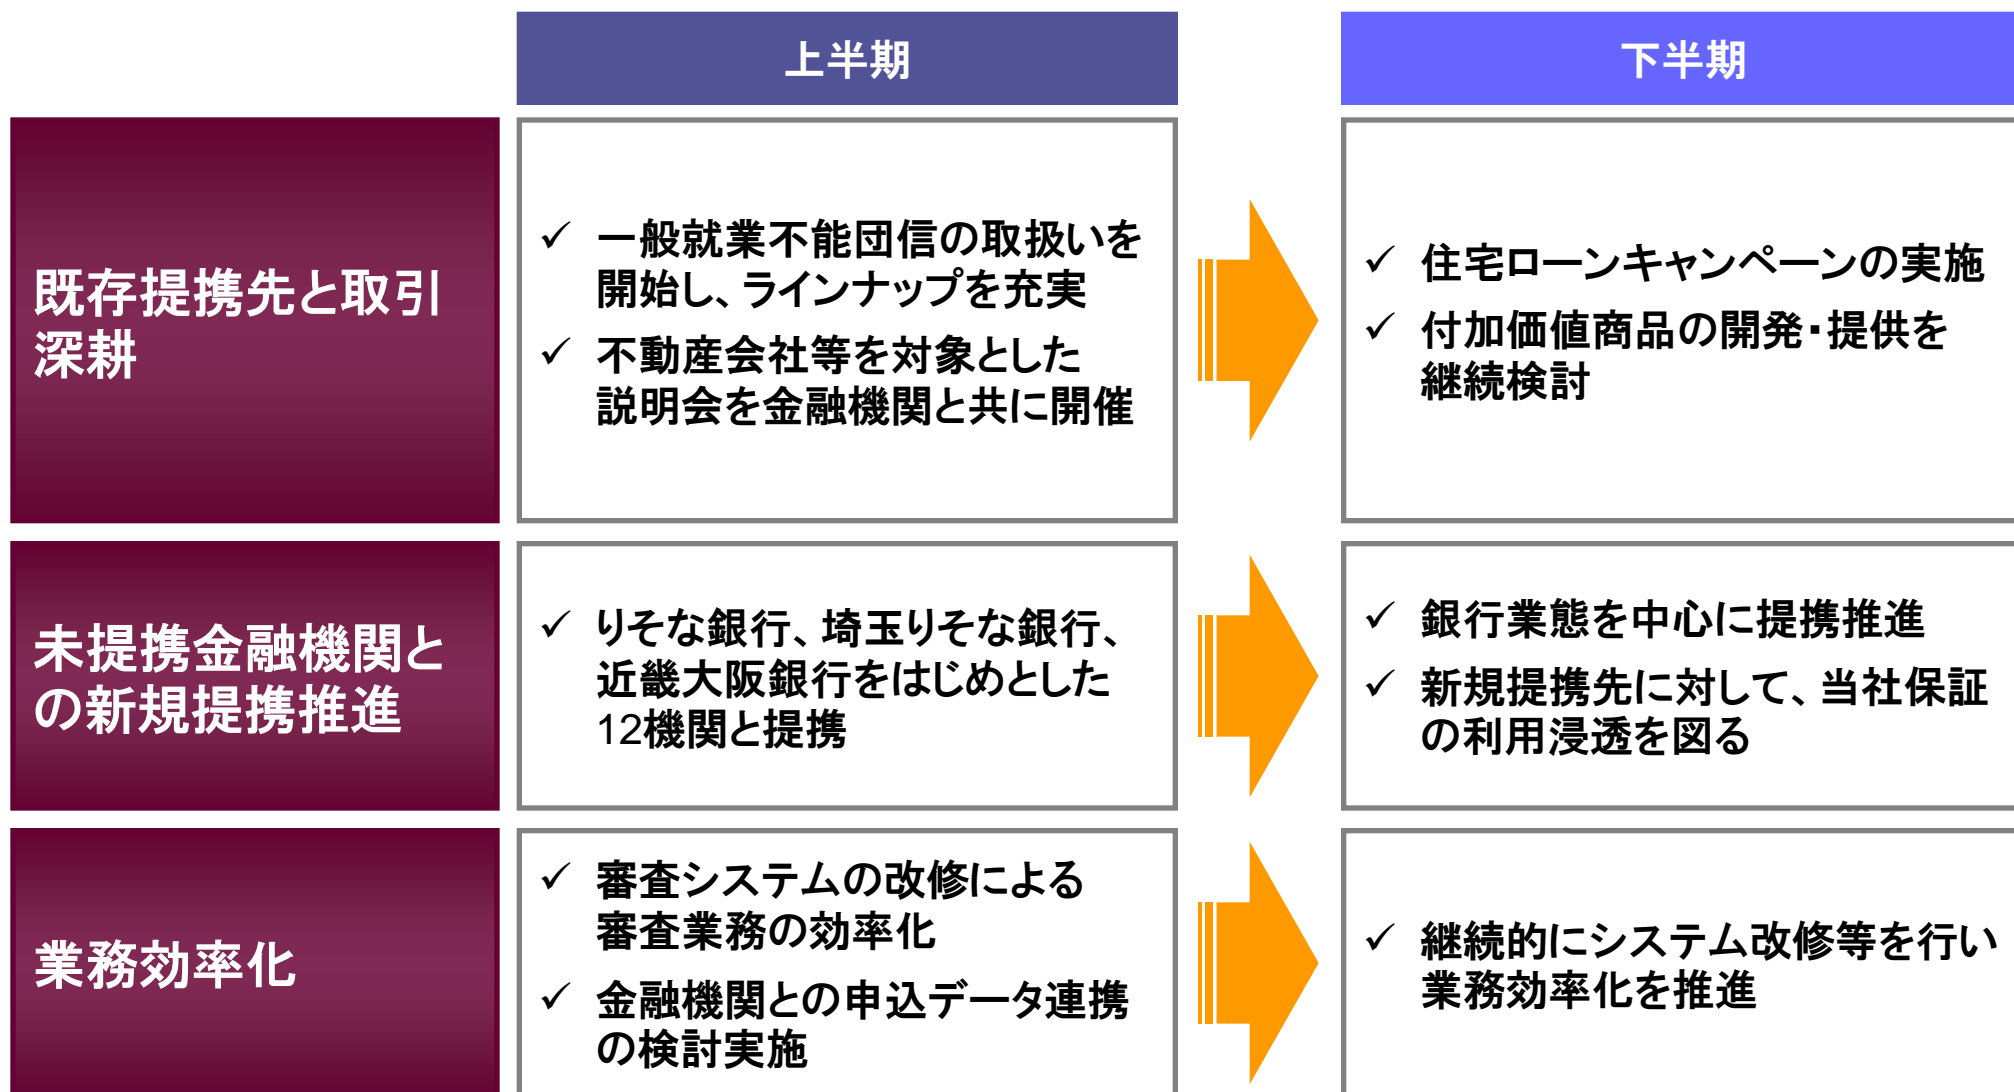 上半期
下半期
既存提携先と取引
深耕
✓ 一般就業不能団信の取扱いを
開始し、ラインナップを充実
✓ 不動産会社等を対象とした
説明会を金融機関と共に開催
✓ 住宅ローンキャンペーンの実施
✓ 付加価値商品の開発・提供を
継続検討
未提携金融機関と
の新規提携推進
✓ りそな銀行、埼玉りそな銀行、
近畿大阪銀行をはじめとした
12機関と提携
✓ 銀行業態を中心に提携推進
✓ 新規提携先に対して、当社保証
の利用浸透を図る
業務効率化
✓ 審査システムの改修による
審査業務の効率化
✓ 金融機関との申込データ連携
の検討実施
✓ 継続的にシステム改修等を行い
業務効率化を推進